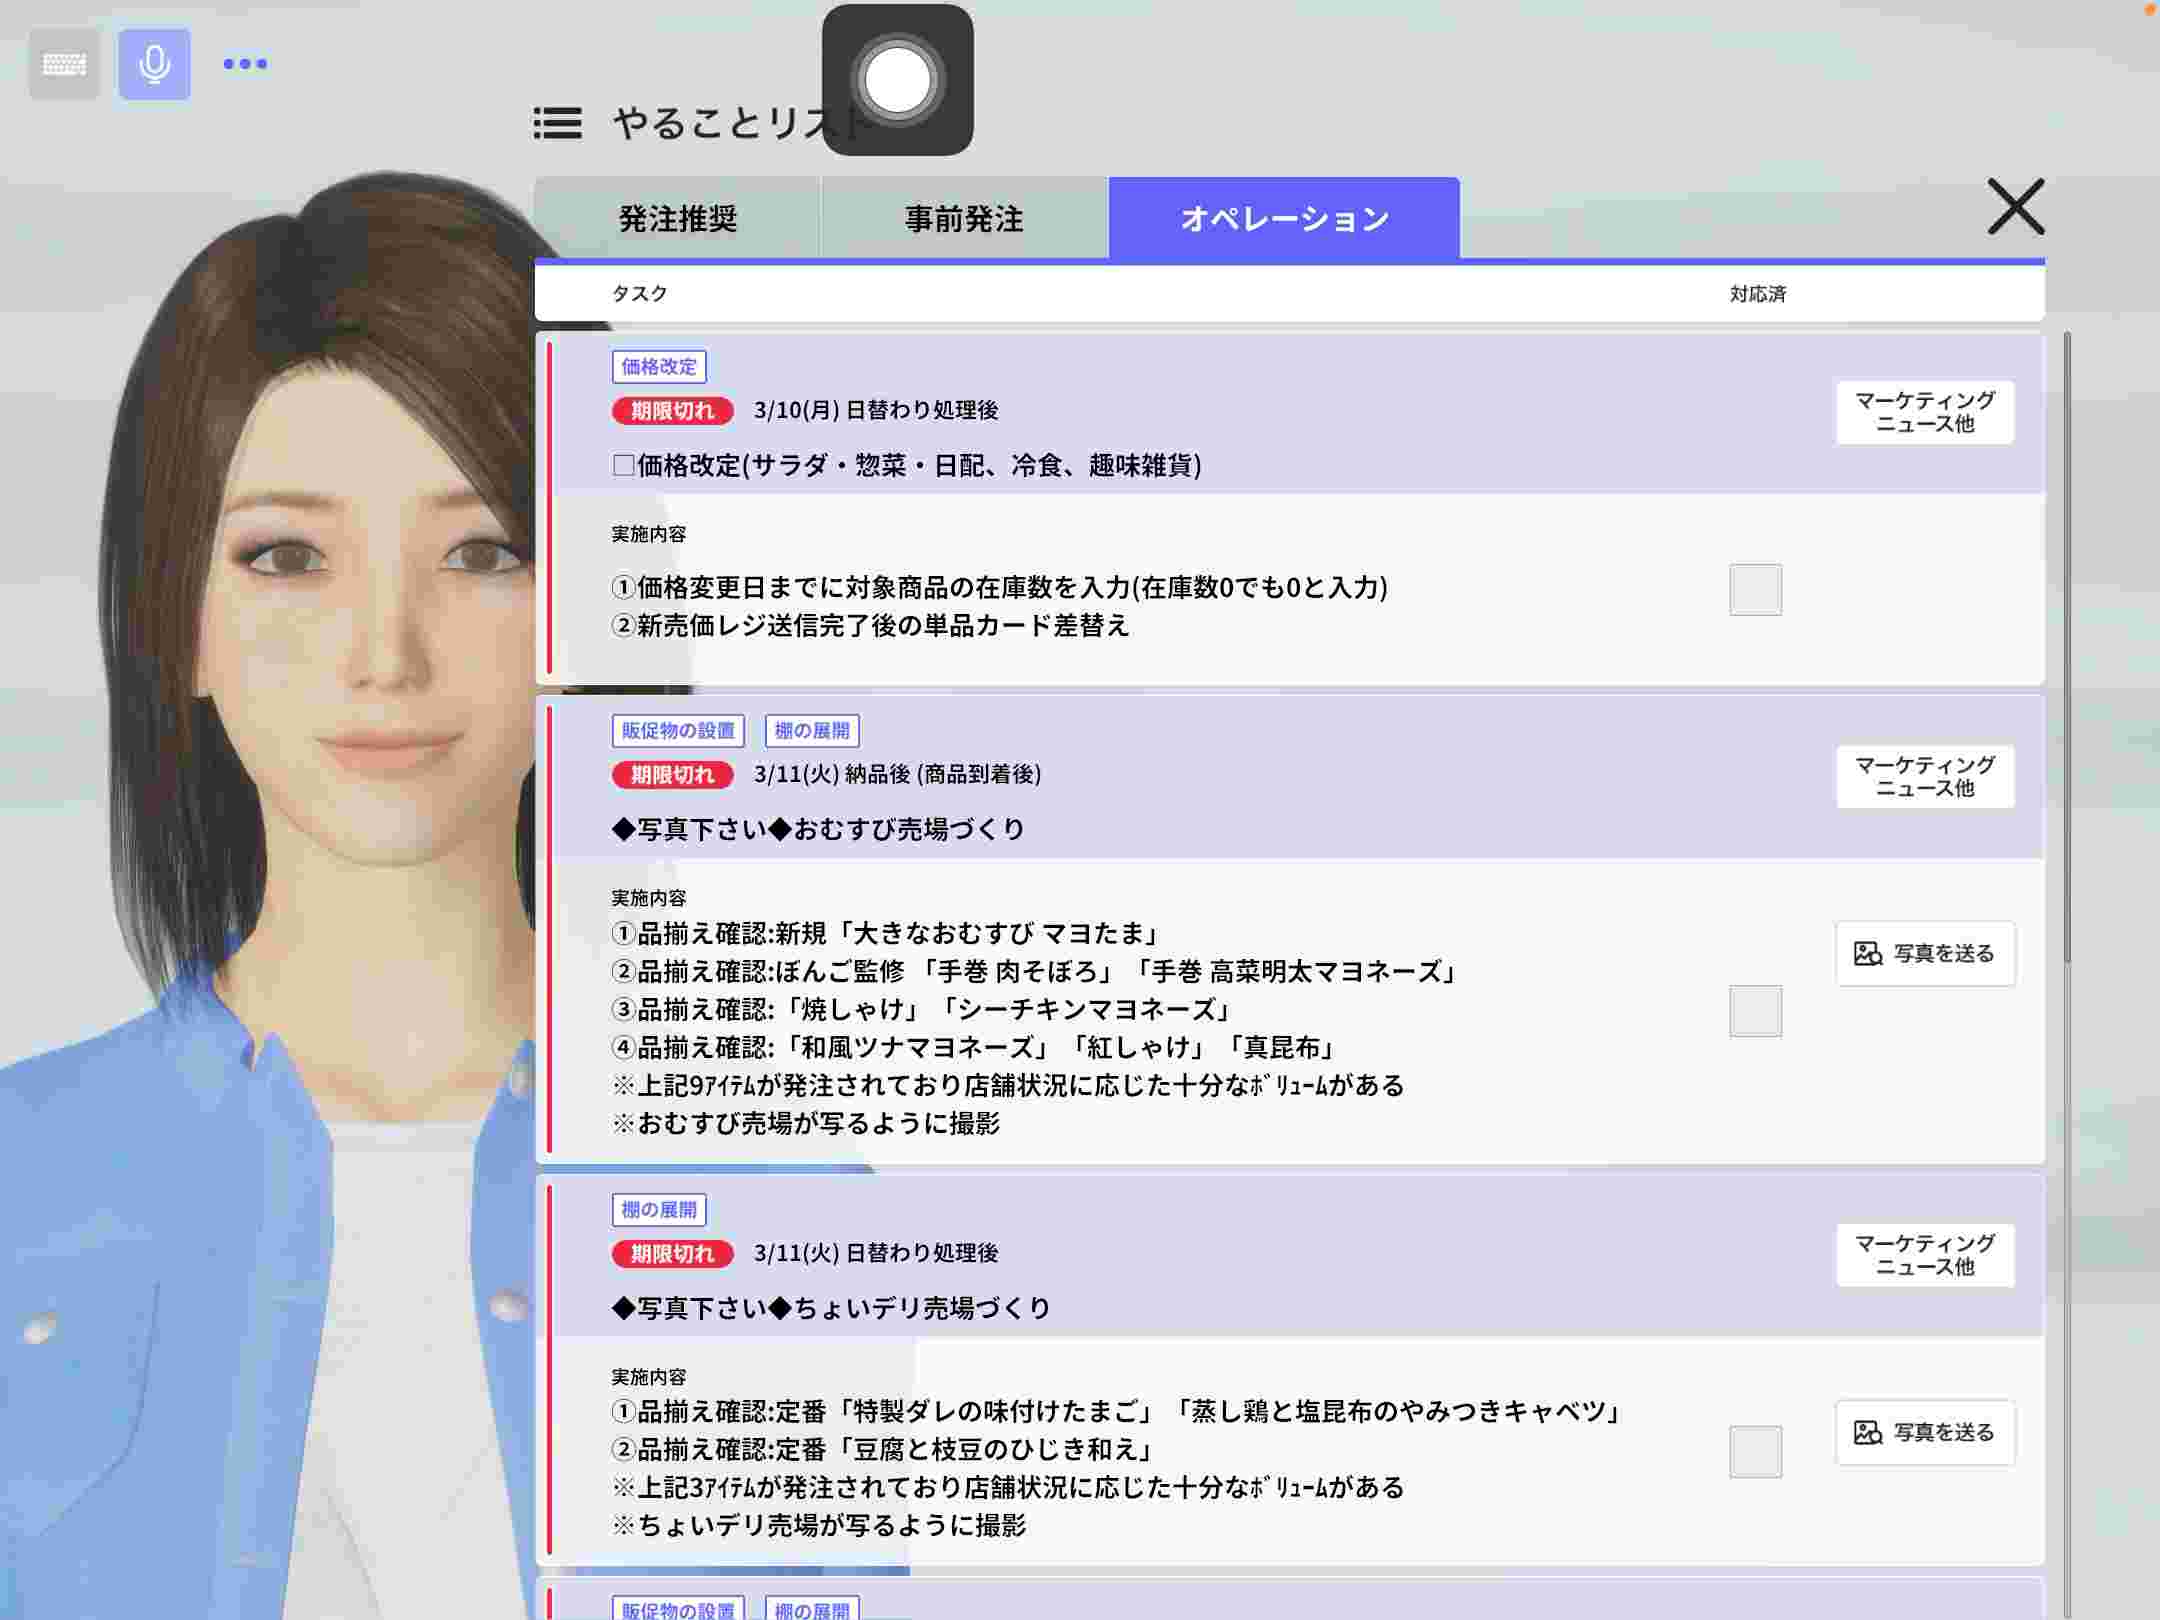 やることリスト
発注推奨
事前発注
オペレーション
タスク
対応済
価格改定
期限切れ 3/10(月) 日替わり処理後
□価格改定(サラダ・惣菜・日配、冷食、趣味雑貨)
マーケティング
ニュース他
実施内容
①価格変更日までに対象商品の在庫数を入力(在庫数0でも0と入力)
②新売価レジ送信完了後の単品カード差替え
販促物の設置 棚の展開
期限切れ 3/11(火) 納品後 (商品到着後)
◆写真下さい◆おむすび売場づくり
マーケティング
ニュース他
実施内容
①品揃え確認:新規「大きなおむすび マヨたま」
②品揃え確認:ぼんご監修 「手巻 肉そぼろ」「手巻 高菜明太マヨネーズ」
③品揃え確認:「焼しゃけ」「シーチキンマヨネーズ」
④品揃え確認:「和風ツナマヨネーズ」「紅しゃけ」「真昆布」
※上記9ｱｲﾃﾑが発注されており店舗状況に応じた十分なﾎﾞﾘｭｰﾑがある
※おむすび売場が写るように撮影
写真を送る
棚の展開
期限切れ 3/11(火) 日替わり処理後
◆写真下さい◆ちょいデリ売場づくり
マーケティング
ニュース他
実施内容
①品揃え確認:定番「特製ダレの味付けたまご」「蒸し鶏と塩昆布のやみつきキャベツ」
②品揃え確認:定番「豆腐と枝豆のひじき和え」
※上記3ｱｲﾃﾑが発注されており店舗状況に応じた十分なﾎﾞﾘｭｰﾑがある
※ちょいデリ売場が写るように撮影
写真を送る
販促物の設置 棚の展開